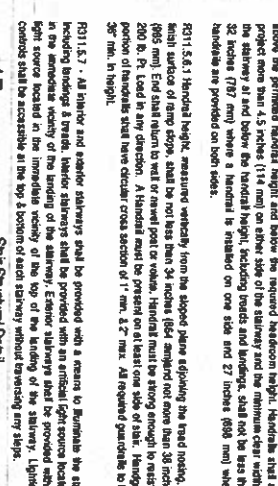 above the permitted handrail height and below the required headroom height. Handrails shall
project more than 4.5 inches (114 mm) on either side of the stairway and the minimum clear width
the stairway at and below the handrail height, including treads and landings, shall not be less th
32 inches (787 mm) where a handrail is installed on one side and 27 inches (698 mm) whe
handrails are provided on both sides.
R311.5.6.1 Handrail height, measured vertically from the sloped plane adjoining the tread nosing,
finish surface of ramp slope, shall be not less than 34 inches (864 mm)and not more than 38 inch
(965 mm) End shall return to wall or newel post or volute. Handrail must be strong enough to resis
200 lb. Pt. Load in any direction. A Handrail must be present on at least one side of stair. Handg
portion of handrails shall have circular cross section of 1" min. & 2" max. All required guardrails to
36" min. in height.
R311.5.7 - All interior and exterior stairways shall be provided with a means to illuminate the st
including landings & treads. Interior stairways shall be provided with an artificial light source locat
in the immediate vicinity of the landing of the stairway. Exterior stairways shall be provided with
light source located in the immediate vicinity of the top of the landing of the stairway. Light
controls shall be accessible at the top & bottom of each stairway without traversing any steps.
Stair Structure Detail